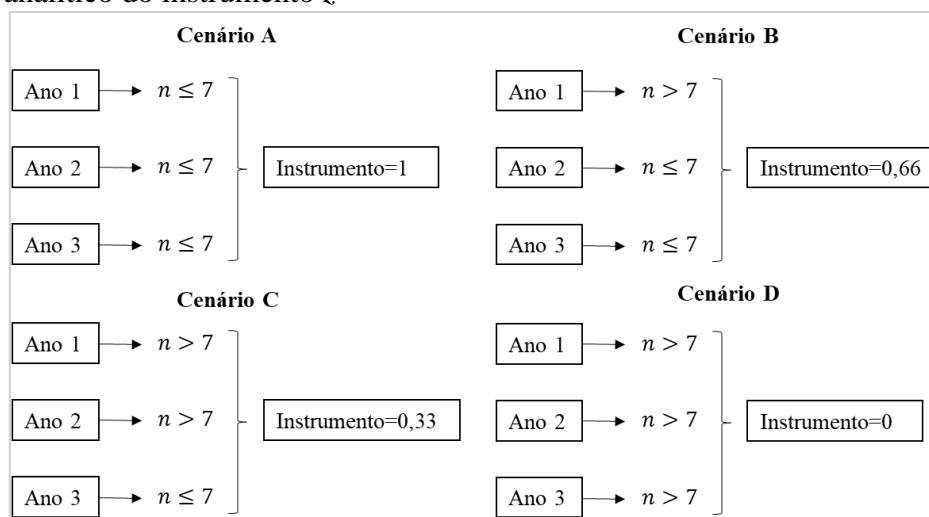 analítico do instrumento
Cenário A
Ano 1 n ≤ 7
Ano 2 n ≤ 7
Ano 3 n ≤ 7
Instrumento=1
Cenário B
Ano 1 n > 7
Ano 2 n ≤ 7
Ano 3 n ≤ 7
Instrumento=0,66
Cenário C
Ano 1 n > 7
Ano 2 n > 7
Ano 3 n ≤ 7
Instrumento=0,33
Cenário D
Ano 1 n > 7
Ano 2 n > 7
Ano 3 n > 7
Instrumento=0